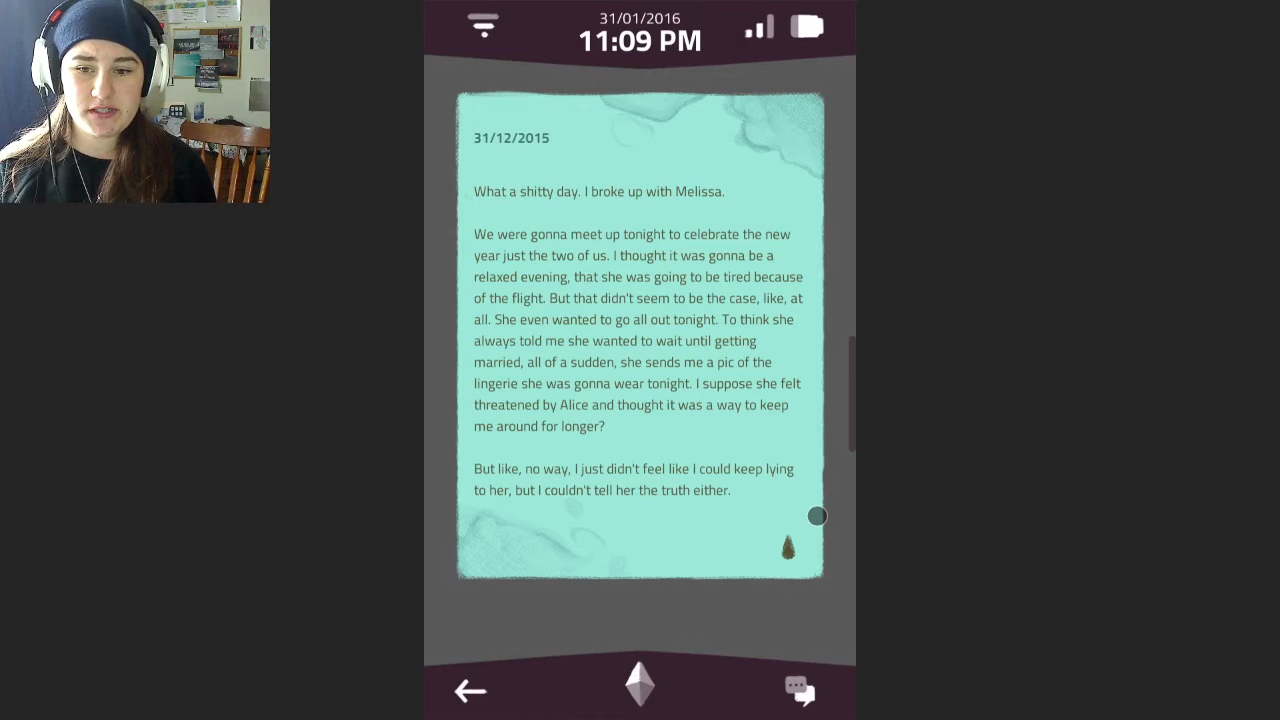 31/01/2016
11:09 PM
31/12/2015
What a shitty day. I broke up with Melissa.
We were gonna meet up tonight to celebrate the new
year just the two of us. I thought it was gonna be a
relaxed evening, that she was going to be tired because
of the flight. But that didn't seem to be the case, like, at
all. She even wanted to go all out tonight. To think she
always told me she wanted to wait until getting
married, all of a sudden, she sends me a pic of the
lingerie she was gonna wear tonight. I suppose she felt
threatened by Alice and thought it was a way to keep
me around for longer?
But like, no way, I just didn't feel like I could keep lying
to her, but I couldn't tell her the truth either.